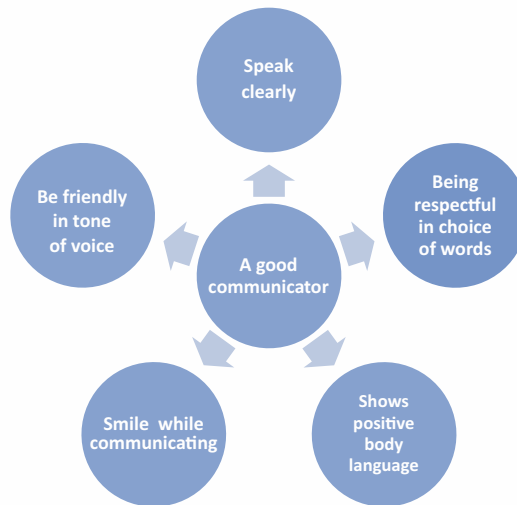 Speak
clearly
Being
respectful
in choice
of words
Shows
positive
body
language
Smile while
communicating
Be friendly
in tone
of voice
A good
communicator